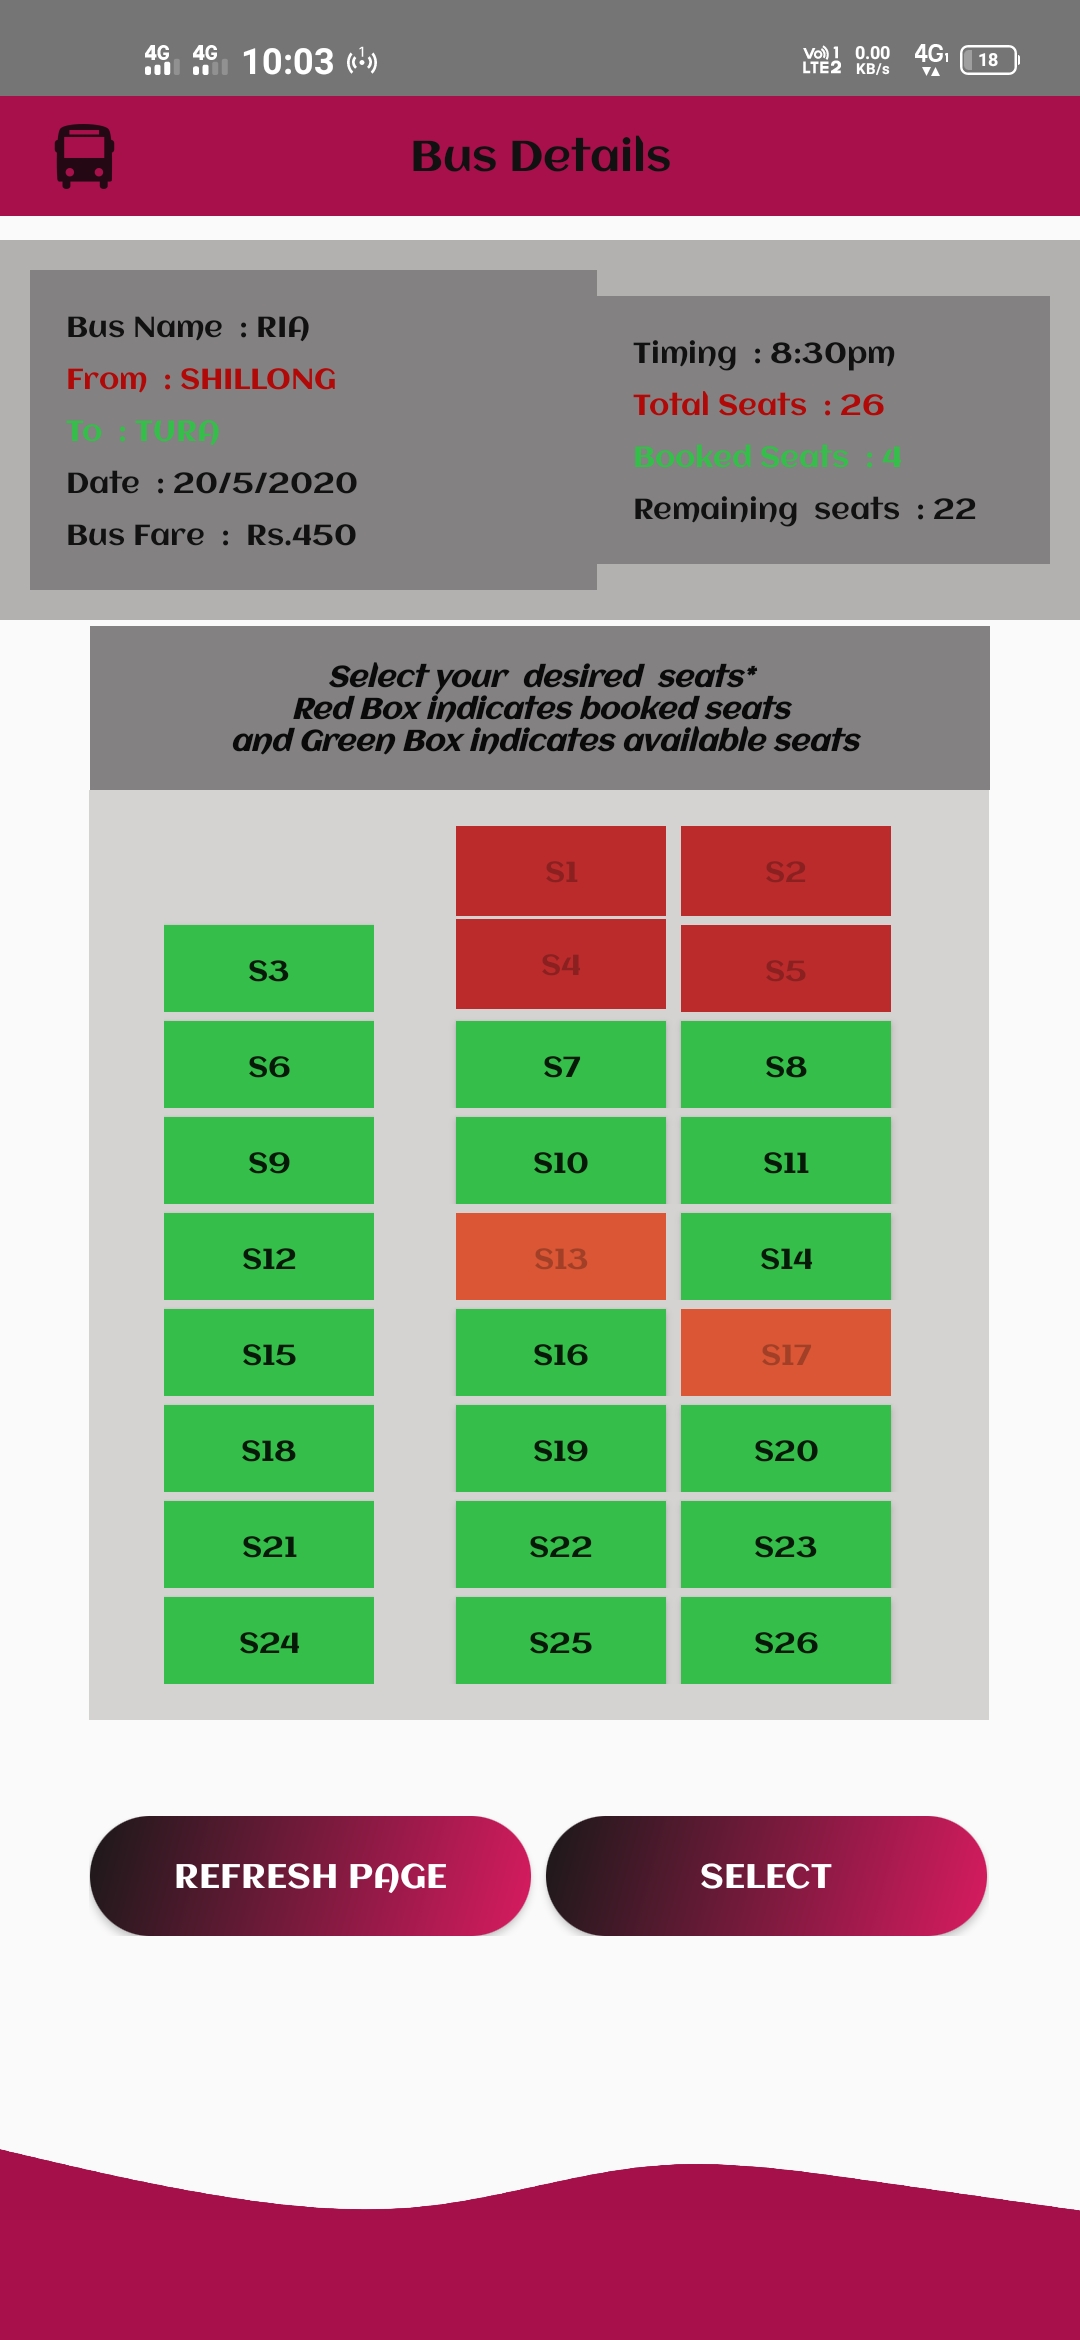 4G 4G 10:03 1 Vo)) 1 LTE2 0.00 KB/s 4G1 18
Bus Details
Bus Name : RIA
From : SHILLONG
To : TURA
Date : 20/5/2020
Bus Fare : Rs.450
Timing : 8:30pm
Total Seats : 26
Booked Seats : 4
Remaining seats : 22
Select your desired seats*
Red Box indicates booked seats
and Green Box indicates available seats
S1 S2
S3 S4 S5
S6 S7 S8
S9 S10 S11
S12 S13 S14
S15 S16 S17
S18 S19 S20
S21 S22 S23
S24 S25 S26
REFRESH PAGE SELECT